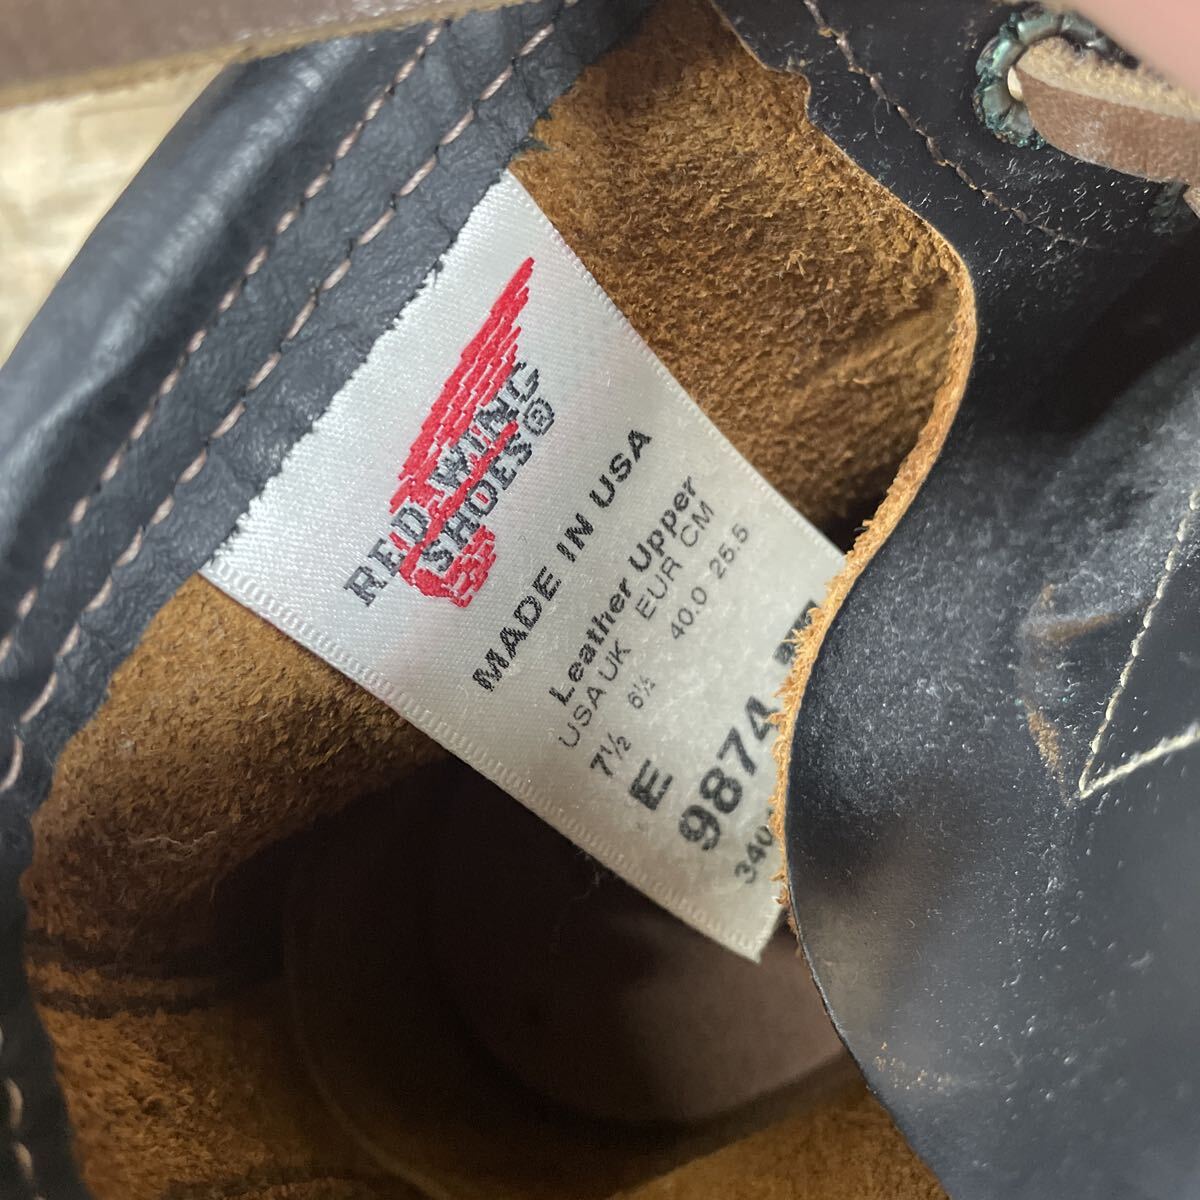 RED WING
SHOES®
MADE IN USA
Leather Upper
USA UK EUR CM
7½ 6½ 40.0 25.5
E
9874
340